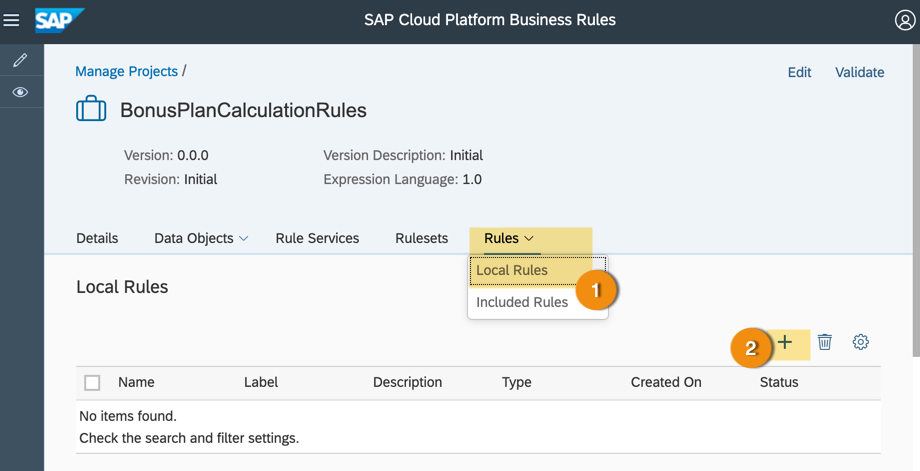 SAP SAP Cloud Platform Business Rules
Manage Projects / Edit Validate
BonusPlanCalculationRules
Version: 0.0.0 Version Description: Initial
Revision: Initial Expression Language: 1.0
Details Data Objects Rule Services Rulesets Rules
Local Rules
1
Included Rules
Local Rules
2 +
Name Label Description Type Created On Status
No items found.
Check the search and filter settings.